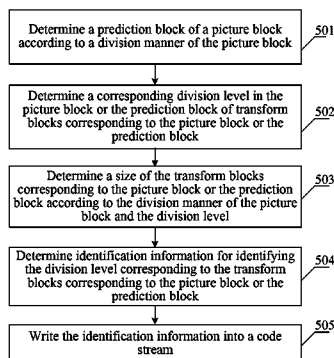 Determine a prediction block of a picture block
according to a division manner of the picture block
501
Determine a corresponding division level in the
picture block or the prediction block of transform
blocks corresponding to the picture block or the
prediction block
502
Determine a size of the transform blocks
corresponding to the picture block or the prediction
block according to the division manner of the picture
block and the division level
503
Determine identification information for identifying
the division level corresponding to the transform
blocks corresponding to the picture block or the
prediction block
504
Write the identification information into a code
stream
505